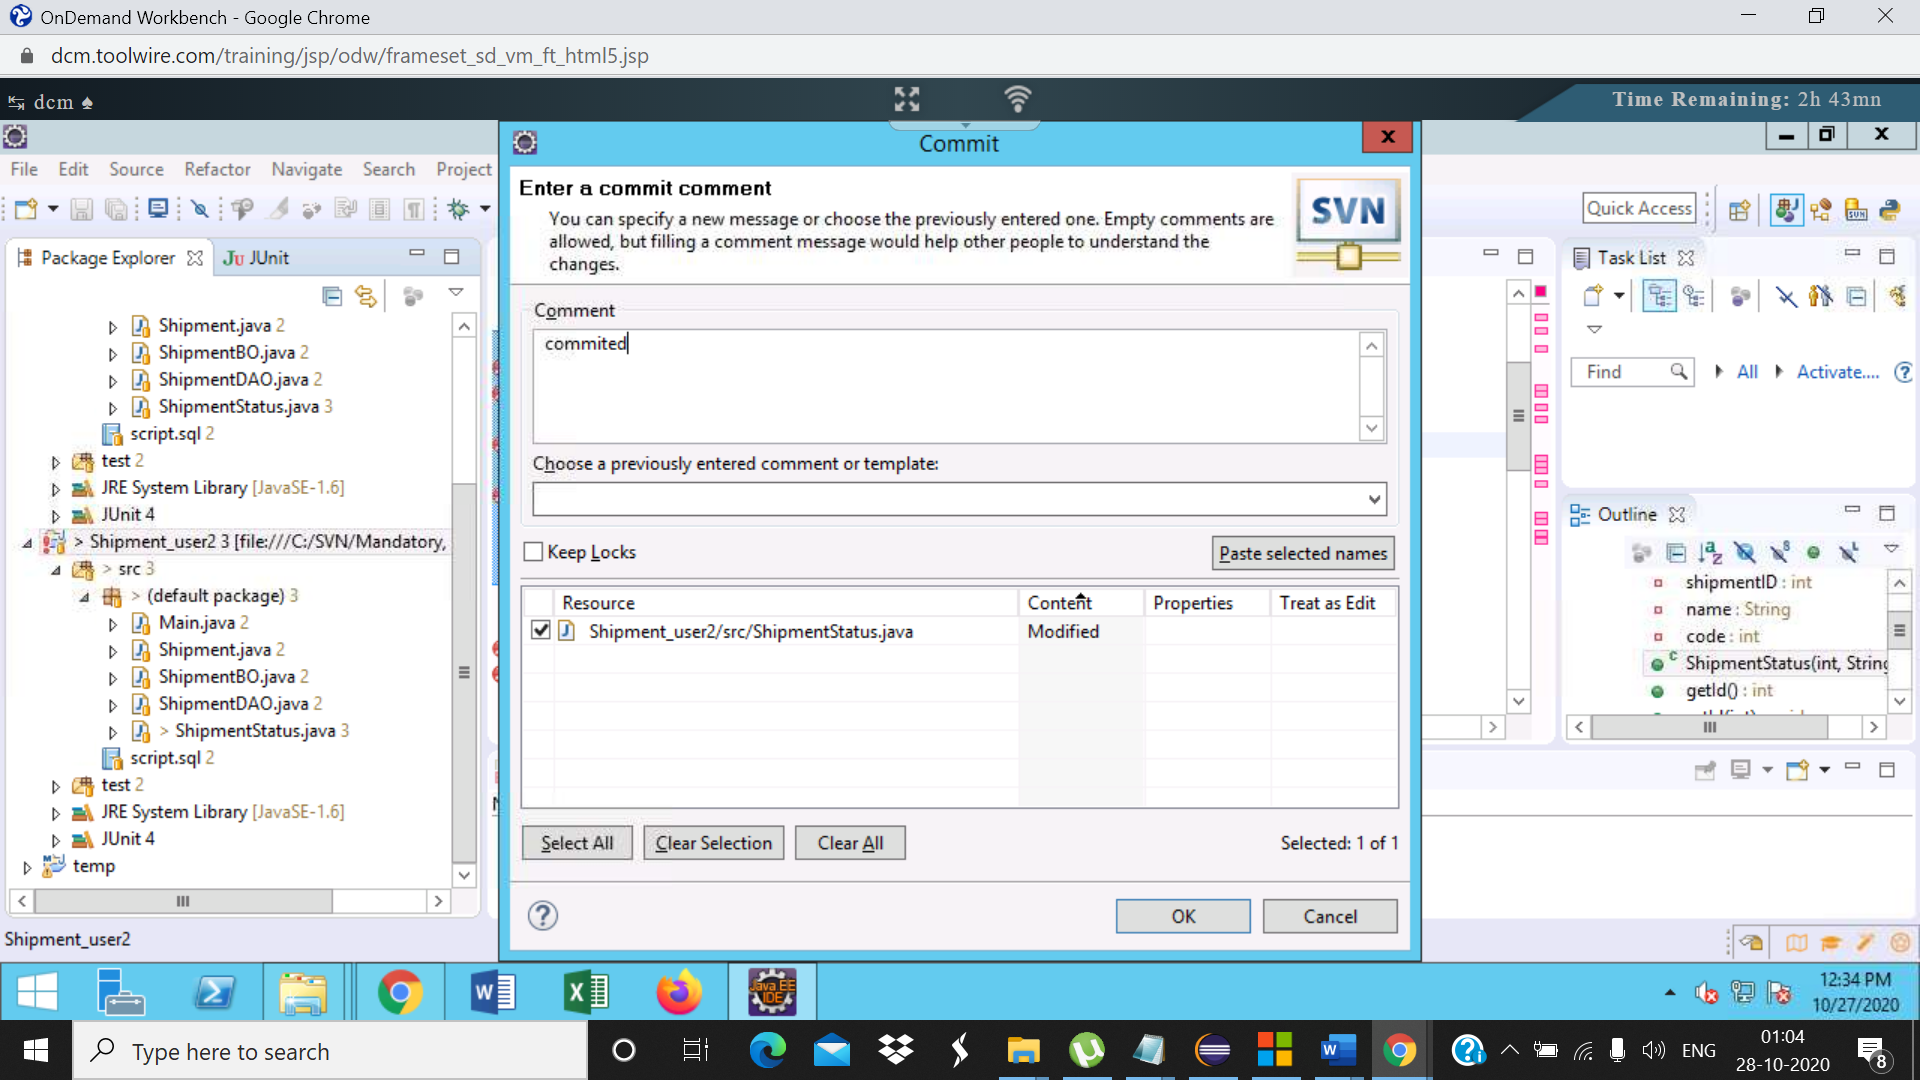 OnDemand Workbench - Google Chrome
dcm.toolwire.com/training/jsp/odw/frameset_sd_vm_ft_html5.jsp
dcm
Time Remaining: 2h 43mn
Commit
File Edit Source Refactor Navigate Search Project
Quick Access
Package Explorer
JUnit
Shipment.java 2
ShipmentBO.java 2
ShipmentDAO.java 2
ShipmentStatus.java 3
script.sql 2
test 2
JRE System Library [JavaSE-1.6]
JUnit 4
> Shipment_user2 3 [file:///C:/SVN/Mandatory,
> src 3
> (default package) 3
Main.java 2
Shipment.java 2
ShipmentBO.java 2
ShipmentDAO.java 2
> ShipmentStatus.java 3
script.sql 2
test 2
JRE System Library [JavaSE-1.6]
JUnit 4
temp
Shipment_user2
Enter a commit comment
You can specify a new message or choose the previously entered one. Empty comments are
allowed, but filling a comment message would help other people to understand the
changes.
SVN
Comment
commited
Choose a previously entered comment or template:
Keep Locks
Paste selected names
Resource Content Properties Treat as Edit
Shipment_user2/src/ShipmentStatus.java Modified
Select All Clear Selection Clear All
Selected: 1 of 1
OK Cancel
Task List
Find
All
Activate....
Outline
shipmentID : int
name : String
code : int
ShipmentStatus(int, String
getId() : int
12:34 PM
10/27/2020
Type here to search
ENG
01:04
28-10-2020
8